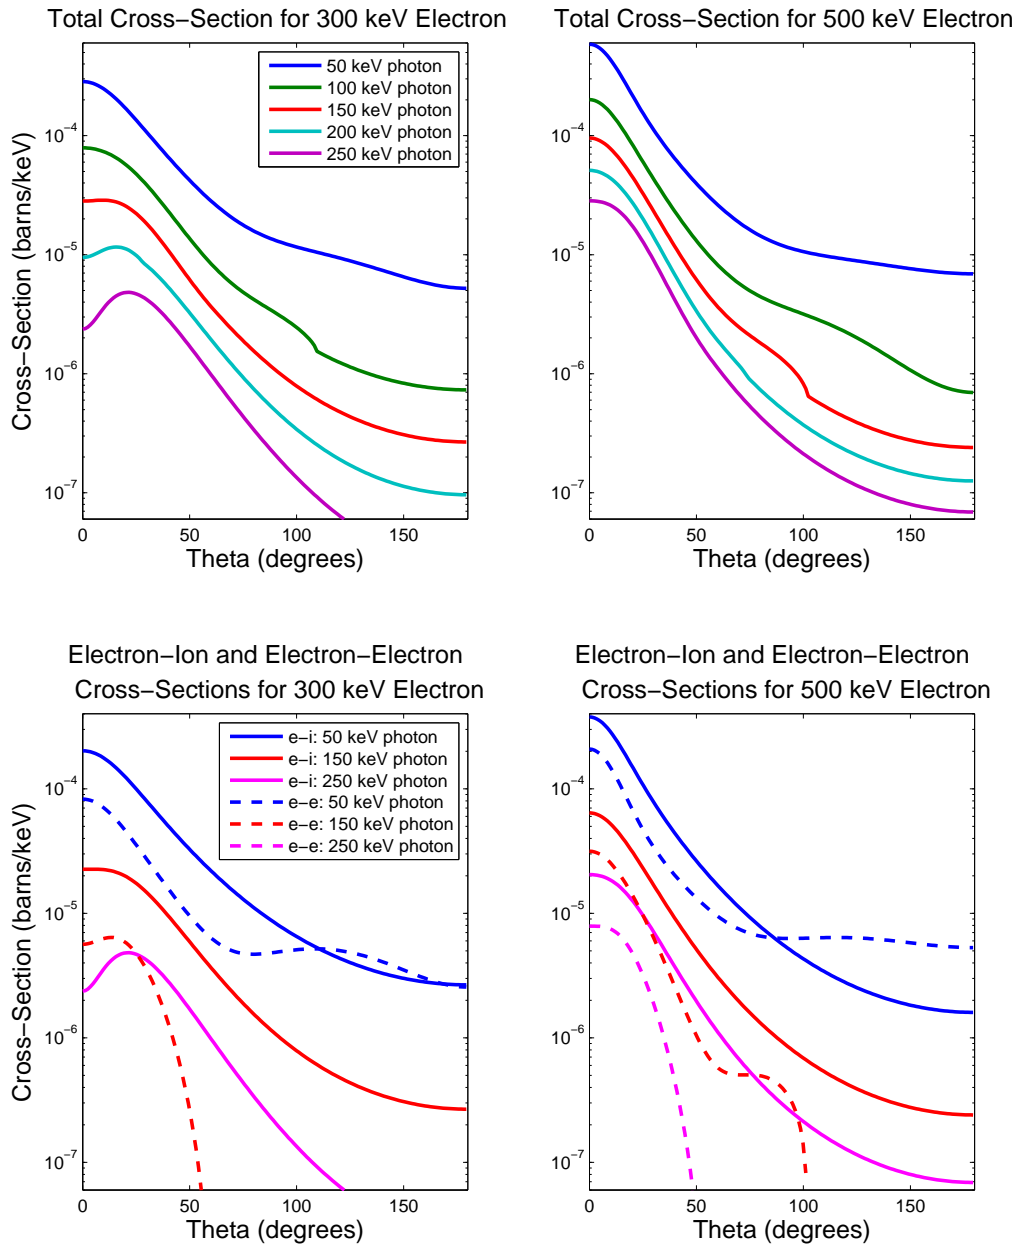 Total Cross−Section for 300 keV Electron
50 keV photon
100 keV photon
150 keV photon
200 keV photon
250 keV photon
10−4
10−5
10−6
10−7
Cross−Section (barns/keV)
0 50 100 150
Theta (degrees)
Total Cross−Section for 500 keV Electron
10−4
10−5
10−6
10−7
0 50 100 150
Theta (degrees)
Electron−Ion and Electron−Electron
Cross−Sections for 300 keV Electron
e−i: 50 keV photon
e−i: 150 keV photon
e−i: 250 keV photon
e−e: 50 keV photon
e−e: 150 keV photon
e−e: 250 keV photon
10−4
10−5
10−6
10−7
Cross−Section (barns/keV)
0 50 100 150
Theta (degrees)
Electron−Ion and Electron−Electron
Cross−Sections for 500 keV Electron
10−4
10−5
10−6
10−7
0 50 100 150
Theta (degrees)